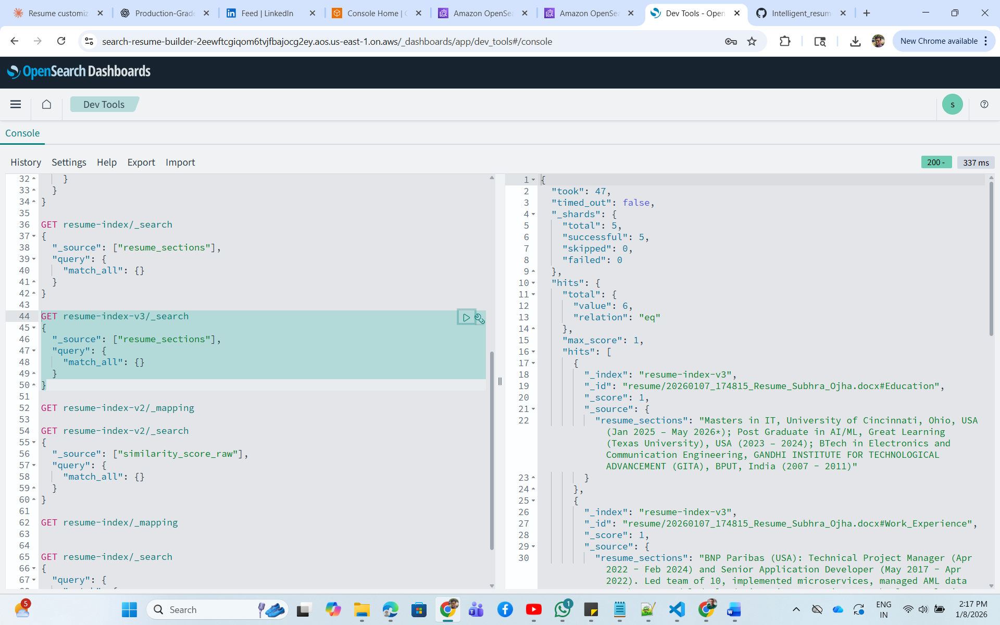 Resume customiz
Production-Grade
Feed | LinkedIn
Console Home | C
Amazon OpenSea
Amazon OpenSea
Dev Tools - Open
Intelligent_resum
search-resume-builder-2eewftcgiqom6tvjfbajocg2ey.aos.us-east-1.on.aws/_dashboards/app/dev_tools#/console
New Chrome available
OpenSearch Dashboards
Dev Tools
s
Console
History Settings Help Export Import
200 - 337 ms
32 }
33 }
34 }
35
36 GET resume-index/_search
37 {
38 "_source": ["resume_sections"],
39 "query": {
40 "match_all": {}
41 }
42 }
43
44 GET resume-index-v3/_search
45 {
46 "_source": ["resume_sections"],
47 "query": {
48 "match_all": {}
49 }
50 }
51
52 GET resume-index-v2/_mapping
53
54 GET resume-index-v2/_search
55 {
56 "_source": ["similarity_score_raw"],
57 "query": {
58 "match_all": {}
59 }
60 }
61
62 GET resume-index/_mapping
63
64
65 GET resume-index/_search
66 {
67 "query": {
1 {
2 "took": 47,
3 "timed_out": false,
4 "_shards": {
5 "total": 5,
6 "successful": 5,
7 "skipped": 0,
8 "failed": 0
9 },
10 "hits": {
11 "total": {
12 "value": 6,
13 "relation": "eq"
14 },
15 "max_score": 1,
16 "hits": [
17 {
18 "_index": "resume-index-v3",
19 "_id": "resume/20260107_174815_Resume_Subhra_Ojha.docx#Education",
20 "_score": 1,
21 "_source": {
22 "resume_sections": "Masters in IT, University of Cincinnati, Ohio, USA
(Jan 2025 – May 2026*); Post Graduate in AI/ML, Great Learning
(Texas University), USA (2023 – 2024); BTech in Electronics and
Communication Engineering, GANDHI INSTITUTE FOR TECHNOLOGICAL
ADVANCEMENT (GITA), BPUT, India (2007 - 2011)"
23 }
24 },
25 {
26 "_index": "resume-index-v3",
27 "_id": "resume/20260107_174815_Resume_Subhra_Ojha.docx#Work_Experience",
28 "_score": 1,
29 "_source": {
30 "resume_sections": "BNP Paribas (USA): Technical Project Manager (Apr
2022 - Feb 2024) and Senior Application Developer (May 2017 - Apr
2022). Led team of 10, implemented microservices, managed AML data
5
Search
1
ENG
IN
2:17 PM
1/8/2026